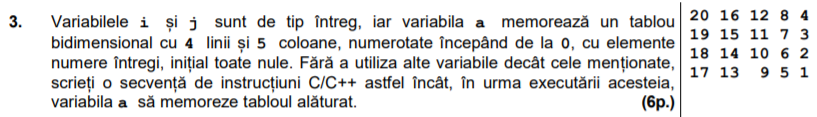 3. Variabilele i și j sunt de tip întreg, iar variabila a memorează un tablou
bidimensional cu 4 linii și 5 coloane, numerotate începând de la 0, cu elemente
numere întregi, inițial toate nule. Fără a utiliza alte variabile decât cele menționate,
scrieți o secvență de instrucțiuni C/C++ astfel încât, în urma executării acesteia,
variabila a să memoreze tabloul alăturat. (6p.)
20 16 12 8 4
19 15 11 7 3
18 14 10 6 2
17 13 9 5 1